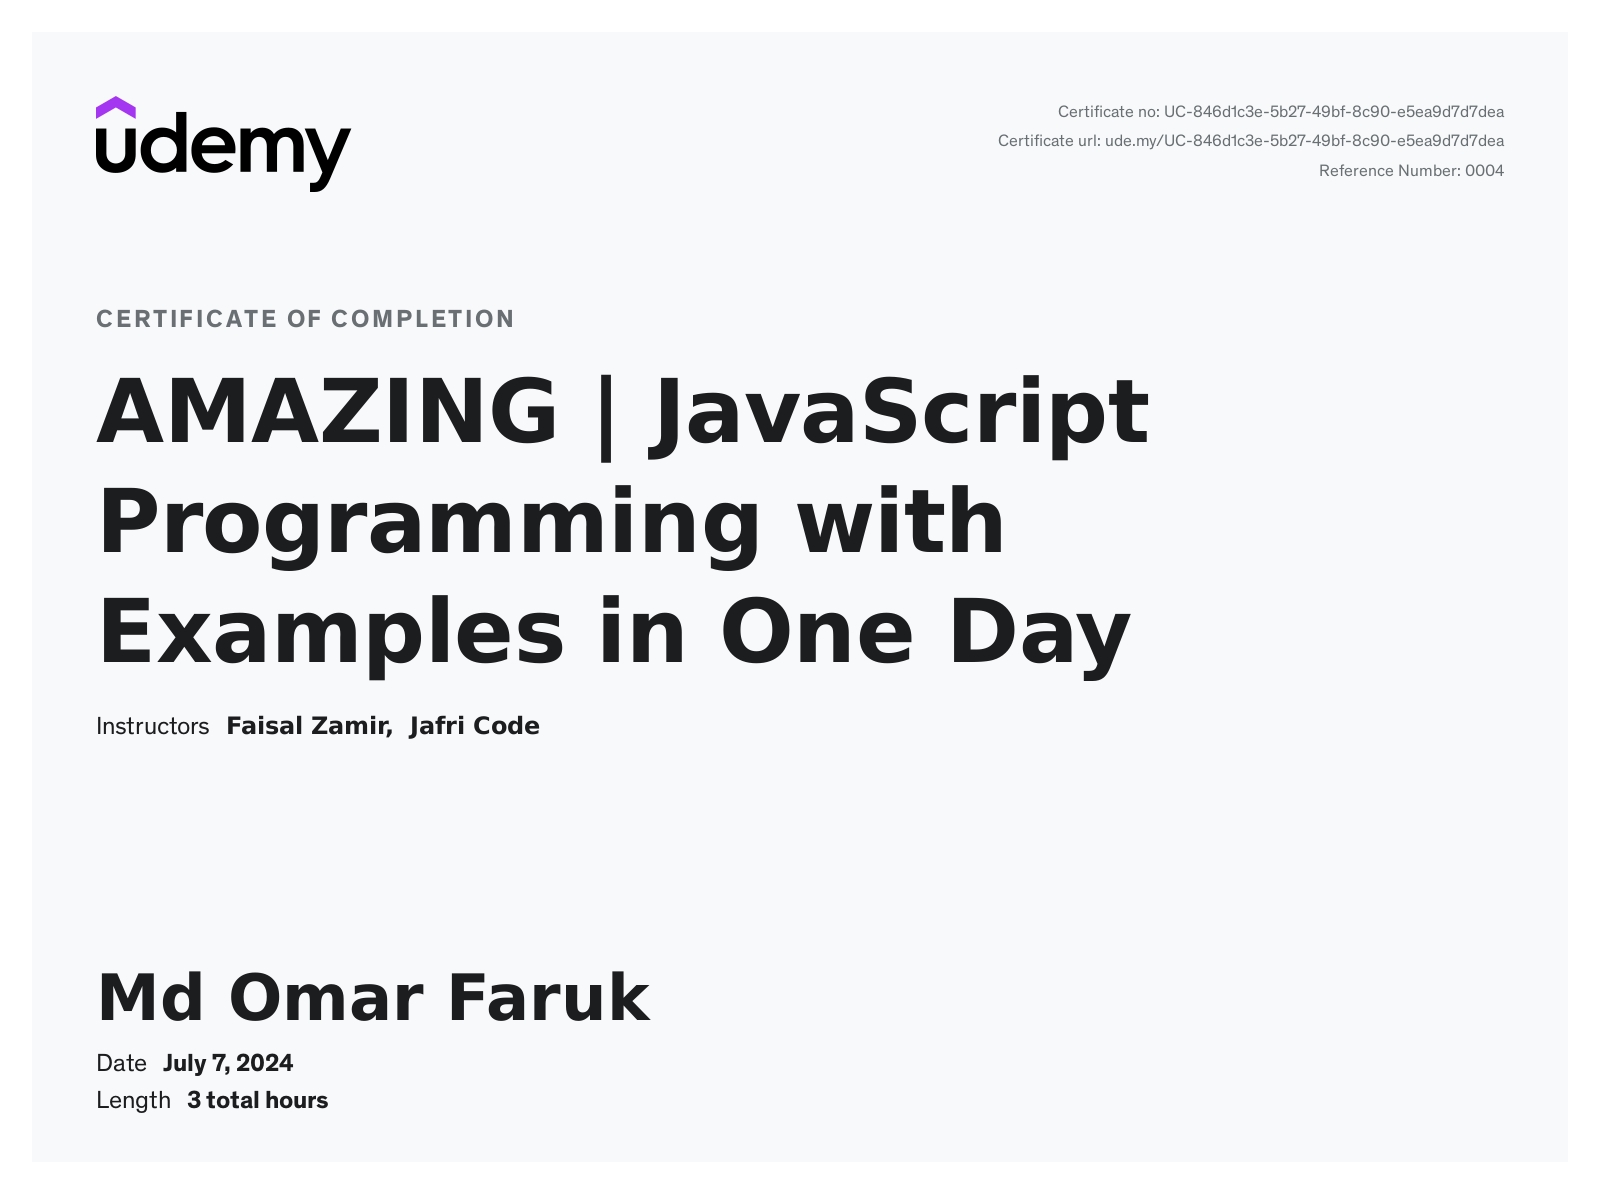 udemy
Certificate no: UC-846d1c3e-5b27-49bf-8c90-e5ea9d7d7dea
Certificate url: ude.my/UC-846d1c3e-5b27-49bf-8c90-e5ea9d7d7dea
Reference Number: 0004
CERTIFICATE OF COMPLETION
AMAZING | JavaScript
Programming with
Examples in One Day
Instructors Faisal Zamir, Jafri Code
Md Omar Faruk
Date July 7, 2024
Length 3 total hours